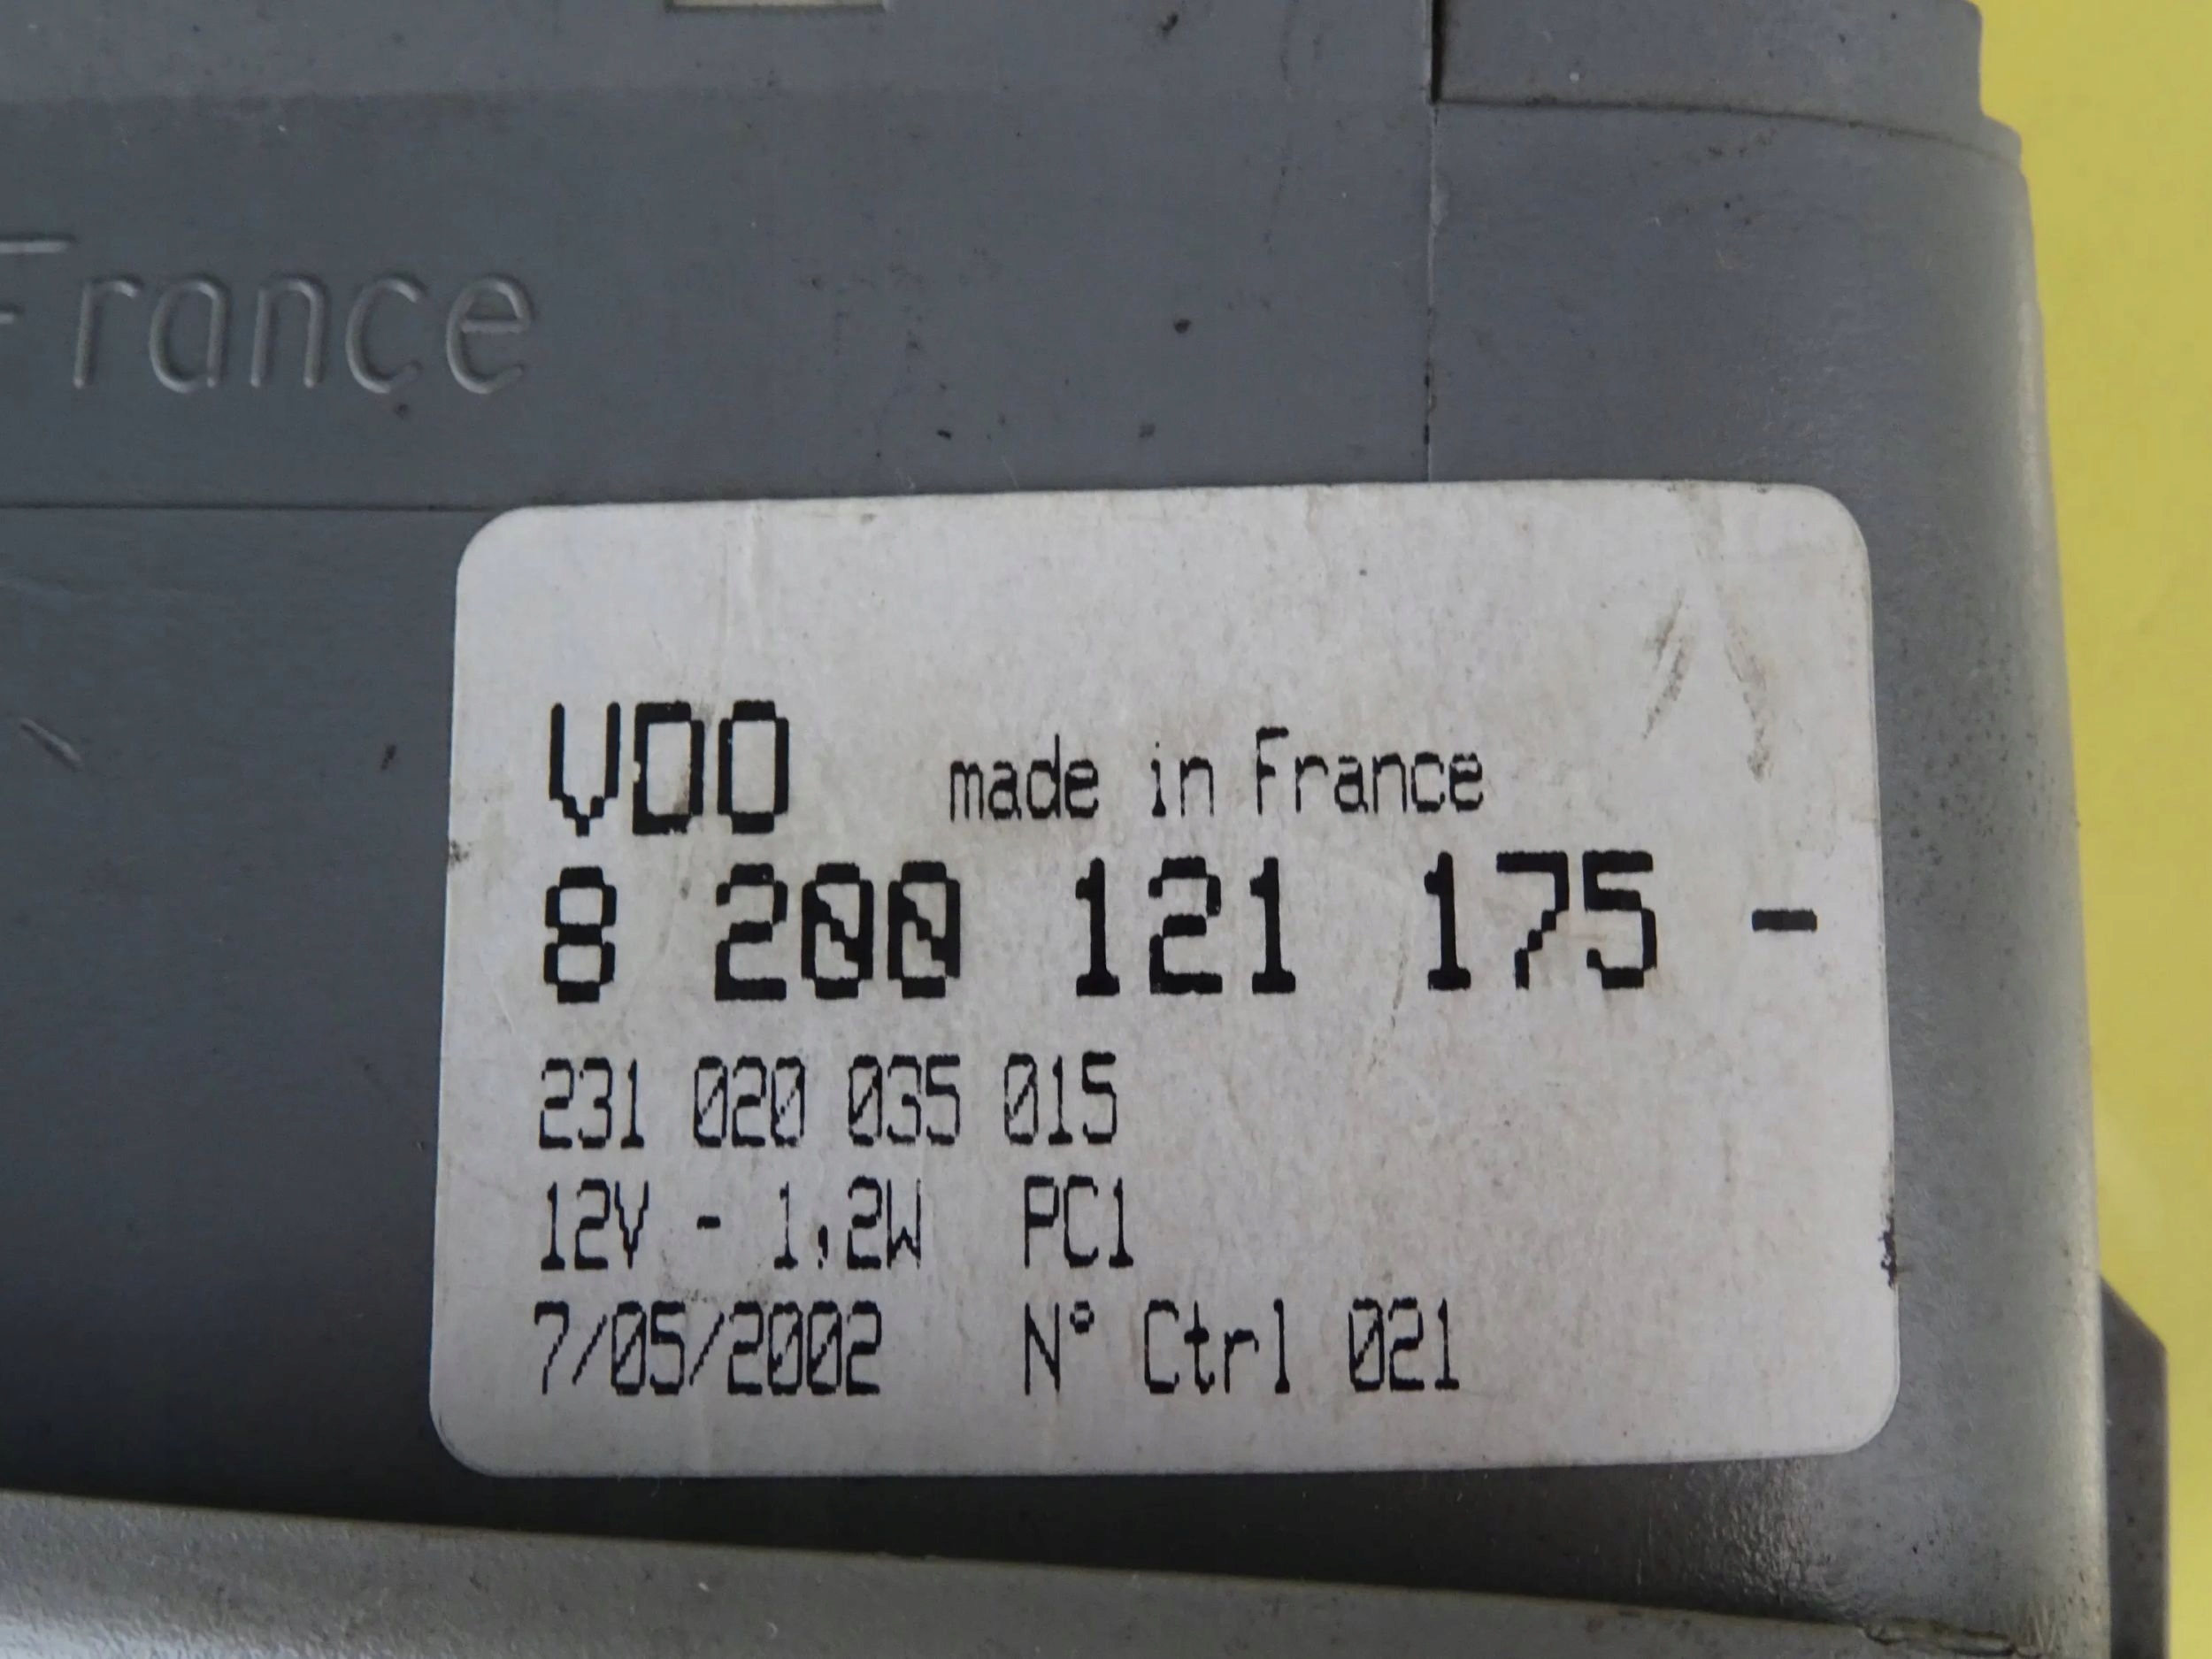 France
VDO made in France
8 200 121 175 -
231 020 035 015
12V - 1,2W PC1
7/05/2002 N° Ctrl 021